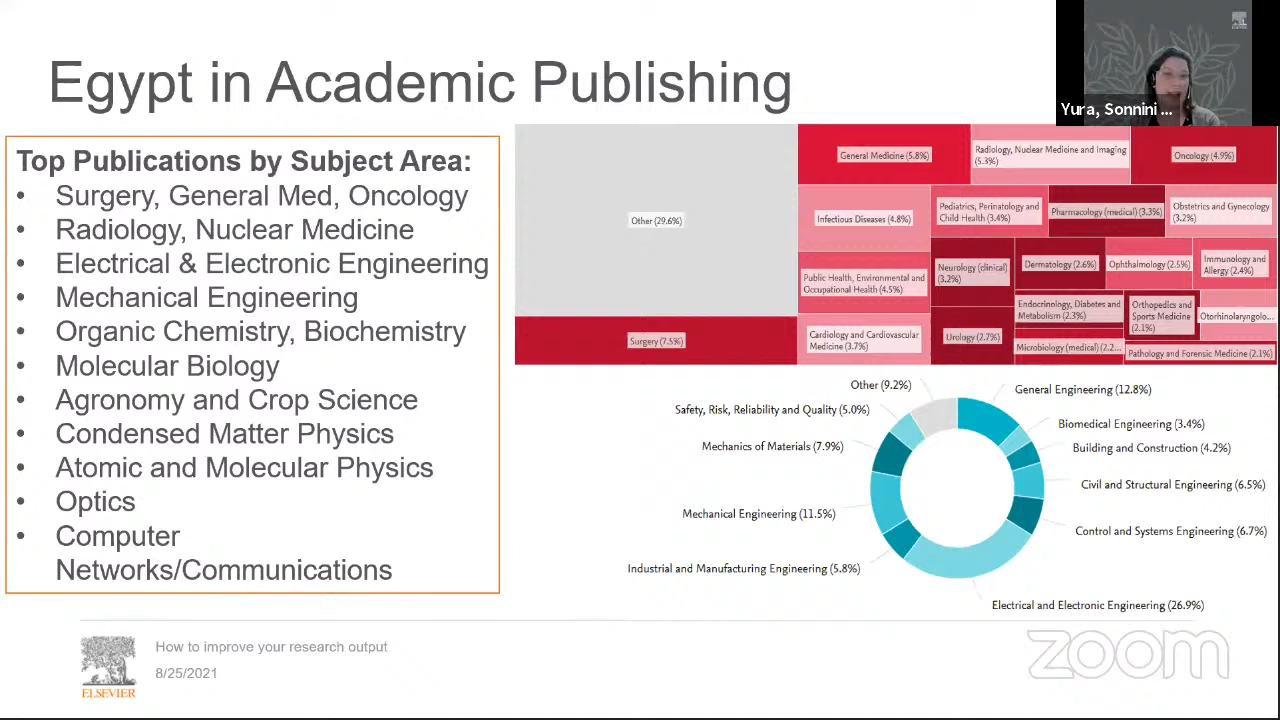 Egypt in Academic Publishing
ELSEVIER
Yura, Sonnini ...
Top Publications by Subject Area:
• Surgery, General Med, Oncology
• Radiology, Nuclear Medicine
• Electrical & Electronic Engineering
• Mechanical Engineering
• Organic Chemistry, Biochemistry
• Molecular Biology
• Agronomy and Crop Science
• Condensed Matter Physics
• Atomic and Molecular Physics
• Optics
• Computer
Networks/Communications
Other (29.6%)
Surgery (7.5%)
General Medicine (5.8%)
Radiology, Nuclear Medicine and Imaging
(5.3%)
Oncology (4.9%)
Infectious Diseases (4.8%)
Pediatrics, Perinatology and
Child Health (3.4%)
Pharmacology (medical) (3.3%)
Obstetrics and Gynecology
(3.2%)
Public Health, Environmental and
Occupational Health (4.5%)
Neurology (clinical)
(3.2%)
Dermatology (2.6%)
Ophthalmology (2.5%)
Immunology and
Allergy (2.4%)
Endocrinology, Diabetes and
Metabolism (2.3%)
Orthopedics and
Sports Medicine
(2.1%)
Otorhinolaryngolo...
Cardiology and Cardiovascular
Medicine (3.7%)
Urology (2.7%)
Microbiology (medical) (2.2...
Pathology and Forensic Medicine (2.1%)
Other (9.2%)
General Engineering (12.8%)
Safety, Risk, Reliability and Quality (5.0%)
Biomedical Engineering (3.4%)
Mechanics of Materials (7.9%)
Building and Construction (4.2%)
Civil and Structural Engineering (6.5%)
Mechanical Engineering (11.5%)
Control and Systems Engineering (6.7%)
Industrial and Manufacturing Engineering (5.8%)
Electrical and Electronic Engineering (26.9%)
How to improve your research output
8/25/2021
ELSEVIER
zoom